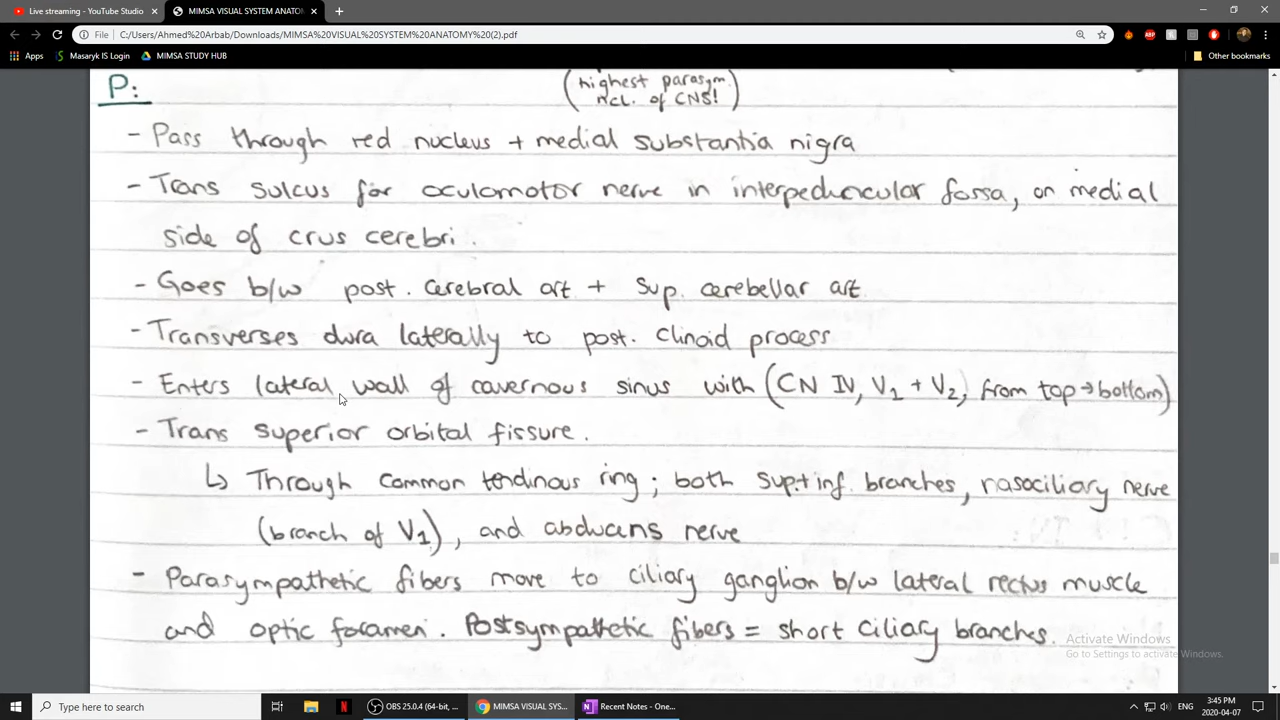 Live streaming - YouTube Studio
MIMSA VISUAL SYSTEM ANATOM
File
C:/Users/Ahmed%20Arbab/Downloads/MIMSA%20VISUAL%20SYSTEM%20ANATOMY%20(2).pdf
Apps
Masaryk IS Login
MIMSA STUDY HUB
Other bookmarks
P:
(highest parasym.
ncl. of CNS!)
- Pass through red nucleus + medial substantia nigra
- Trans sulcus for oculomotor nerve in interpeduncular fossa, on medial
side of crus cerebri.
- Goes b/w post. cerebral art + sup. cerebellar art.
- Transverses dura laterally to post. clinoid process
- Enters lateral wall of cavernous sinus with (CN IV, V1 + V2, from top → bottom)
- Trans superior orbital fissure.
↳ Through common tendinous ring; both sup.+inf. branches, nasociliary nerve
(branch of V1), and abducens nerve
- Parasympathetic fibers move to ciliary ganglion b/w lateral rectus muscle
and optic foramen. Postsympathetic fibers = short ciliary branches.
Activate Windows
Go to Settings to activate Windows.
Type here to search
OBS 25.0.4 (64-bit, ...
MIMSA VISUAL SYS...
Recent Notes - One...
ENG
3:45 PM
2020-04-07